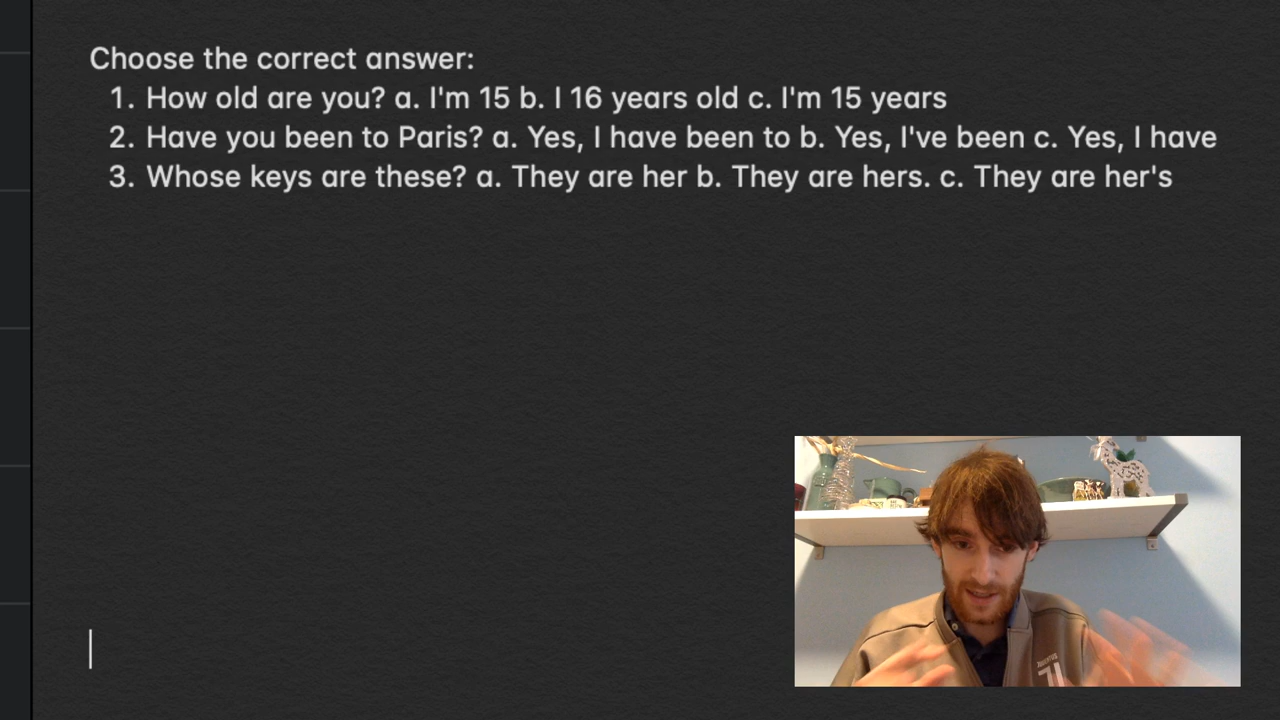 Choose the correct answer:
1. How old are you? a. I'm 15 b. I 16 years old c. I'm 15 years
2. Have you been to Paris? a. Yes, I have been to b. Yes, I've been c. Yes, I have
3. Whose keys are these? a. They are her b. They are hers. c. They are her's
JUVENTUS